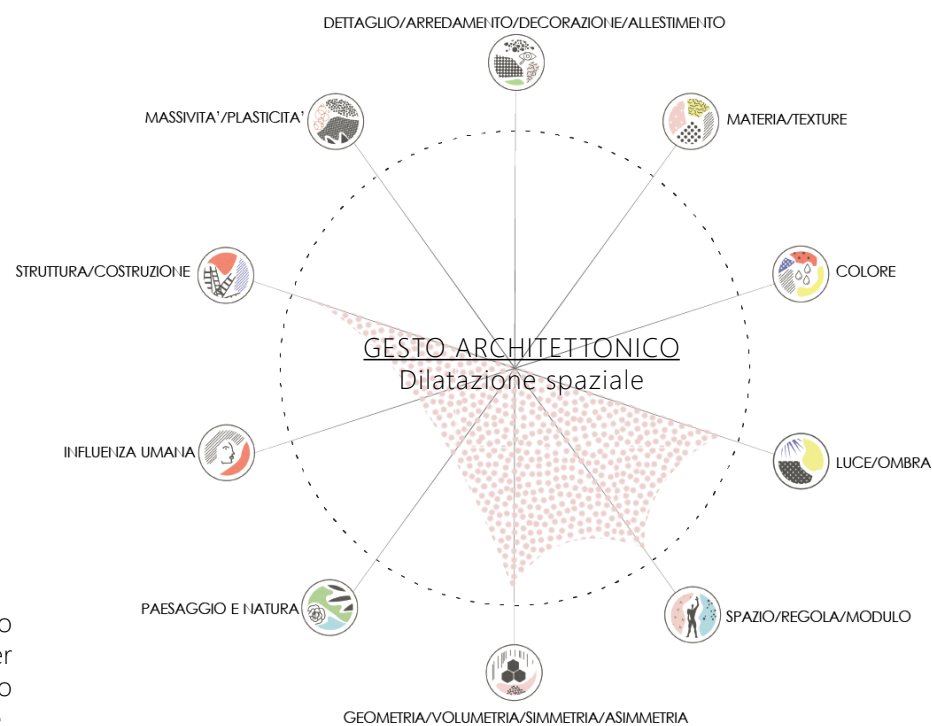 DETTAGLIO/ARREDAMENTO/DECORAZIONE/ALLESTIMENTO
MASSIVITA'/PLASTICITA'
MATERIA/TEXTURE
STRUTTURA/COSTRUZIONE
COLORE
GESTO ARCHITETTONICO
Dilatazione spaziale
INFLUENZA UMANA
LUCE/OMBRA
PAESAGGIO E NATURA
SPAZIO/REGOLA/MODULO
o
er
o
GEOMETRIA/VOLUMETRIA/SIMMETRIA/ASIMMETRIA